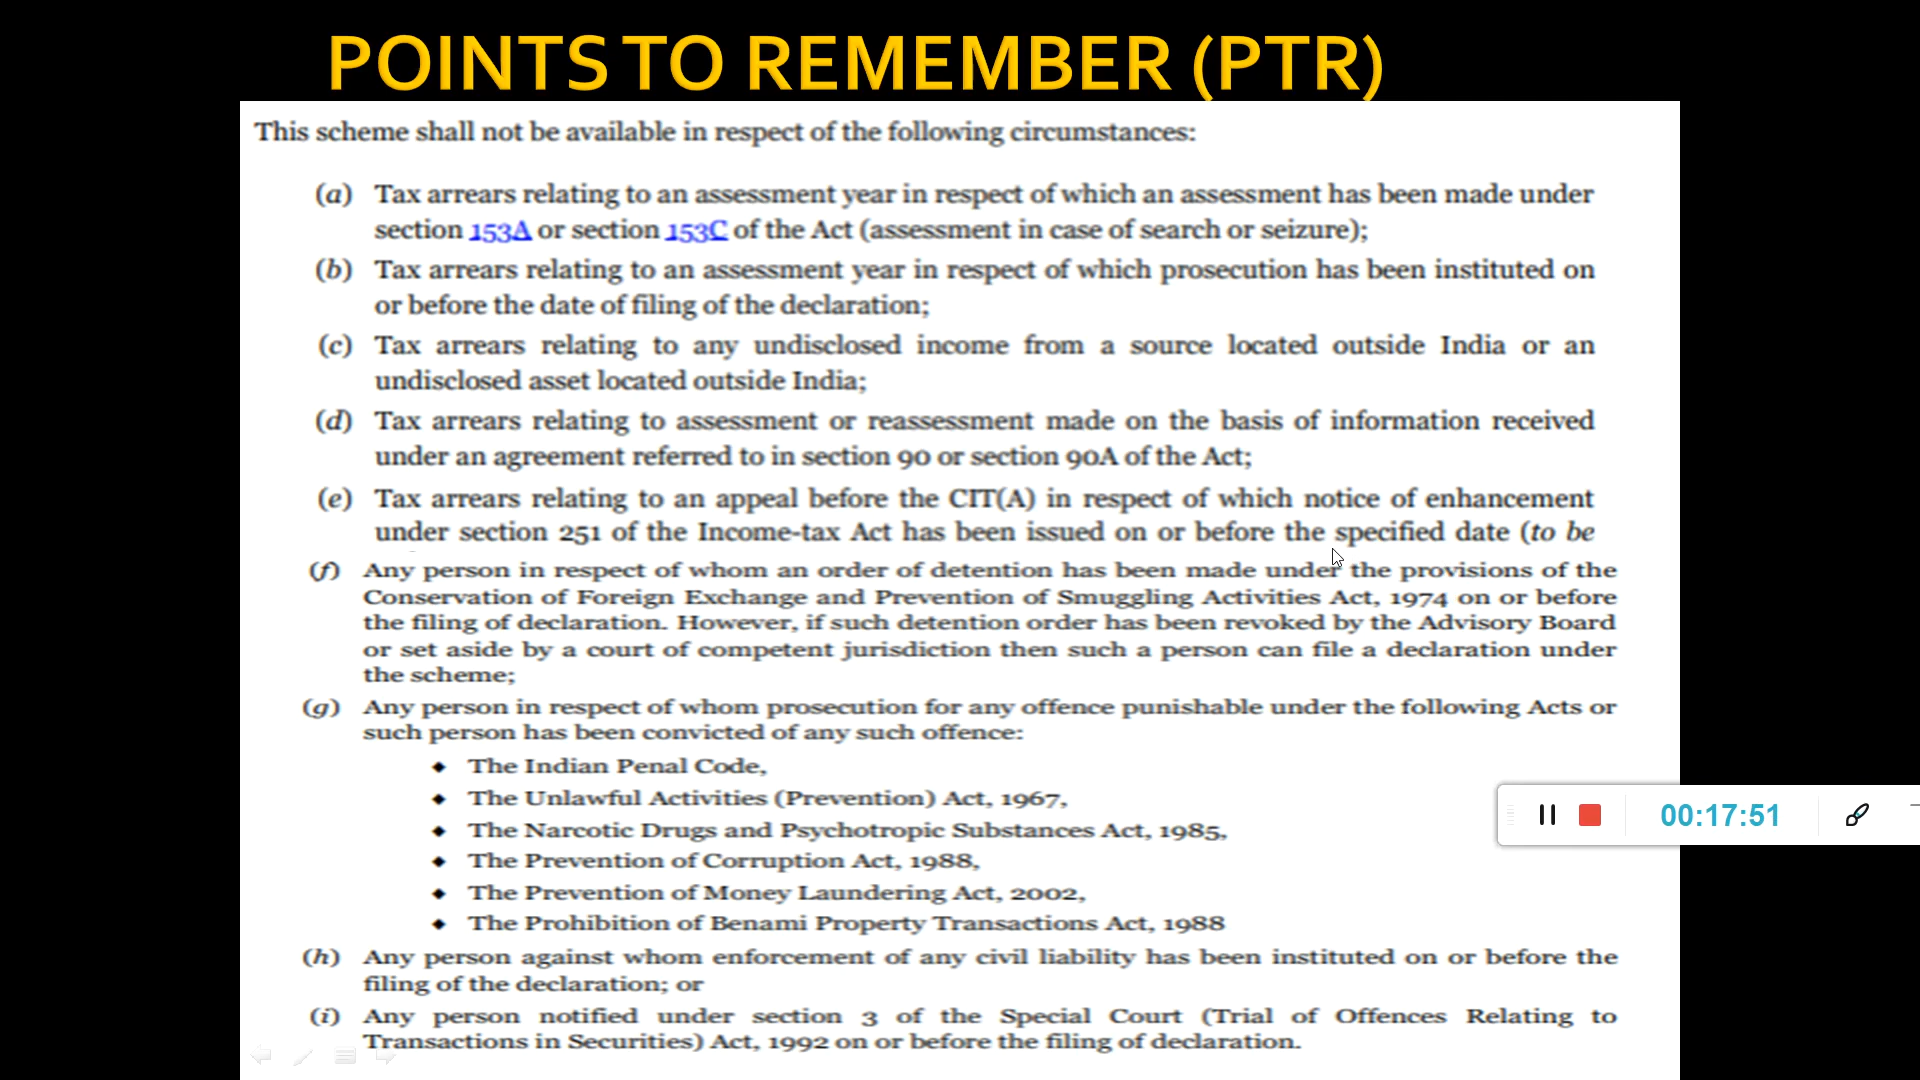 POINTS TO REMEMBER (PTR)
This scheme shall not be available in respect of the following circumstances:
(a) Tax arrears relating to an assessment year in respect of which an assessment has been made under
section 153A or section 153C of the Act (assessment in case of search or seizure);
(b) Tax arrears relating to an assessment year in respect of which prosecution has been instituted on
or before the date of filing of the declaration;
(c) Tax arrears relating to any undisclosed income from a source located outside India or an
undisclosed asset located outside India;
(d) Tax arrears relating to assessment or reassessment made on the basis of information received
under an agreement referred to in section 90 or section 90A of the Act;
(e) Tax arrears relating to an appeal before the CIT(A) in respect of which notice of enhancement
under section 251 of the Income-tax Act has been issued on or before the specified date (to be
(f) Any person in respect of whom an order of detention has been made under the provisions of the
Conservation of Foreign Exchange and Prevention of Smuggling Activities Act, 1974 on or before
the filing of declaration. However, if such detention order has been revoked by the Advisory Board
or set aside by a court of competent jurisdiction then such a person can file a declaration under
the scheme;
(g) Any person in respect of whom prosecution for any offence punishable under the following Acts or
such person has been convicted of any such offence:
◆ The Indian Penal Code,
◆ The Unlawful Activities (Prevention) Act, 1967,
◆ The Narcotic Drugs and Psychotropic Substances Act, 1985,
◆ The Prevention of Corruption Act, 1988,
◆ The Prevention of Money Laundering Act, 2002,
◆ The Prohibition of Benami Property Transactions Act, 1988
00:17:51
(h) Any person against whom enforcement of any civil liability has been instituted on or before the
filing of the declaration; or
(i) Any person notified under section 3 of the Special Court (Trial of Offences Relating to
Transactions in Securities) Act, 1992 on or before the filing of declaration.